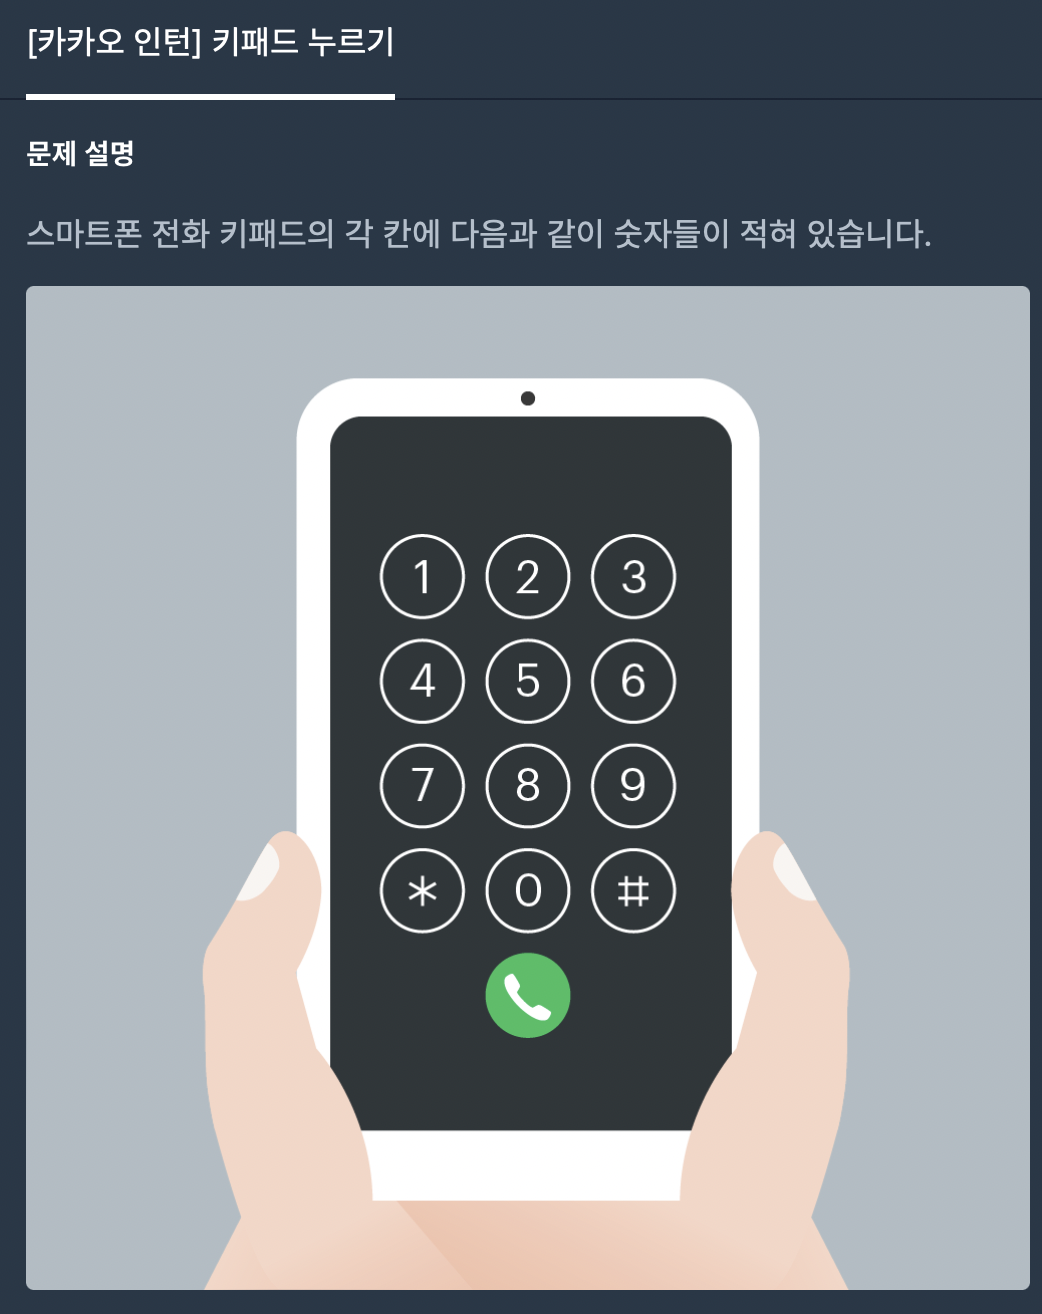 [카카오 인턴] 키패드 누르기
문제 설명
스마트폰 전화 키패드의 각 칸에 다음과 같이 숫자들이 적혀 있습니다.
1 2 3
4 5 6
7 8 9
* 0 #